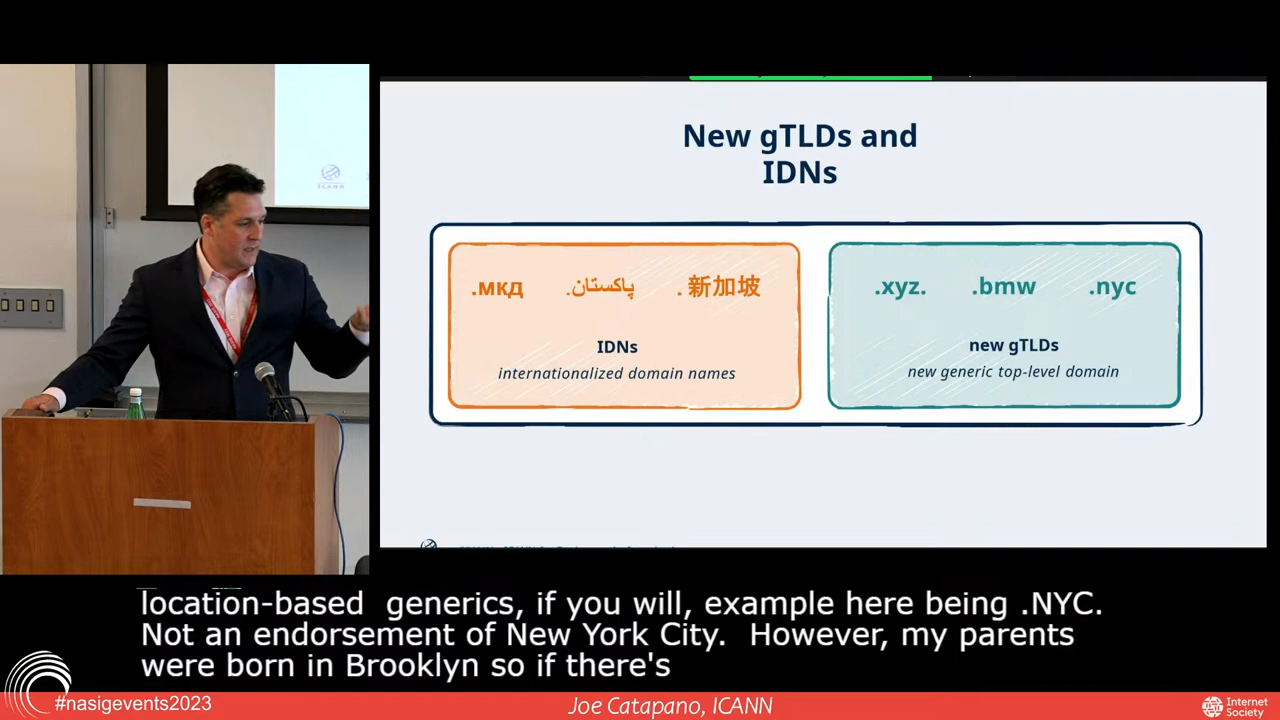 ICANN
New gTLDs and
IDNs
.мкд .پاکستان . 新加坡
IDNs
internationalized domain names
.xyz. .bmw .nyc
new gTLDs
new generic top-level domain
location-based generics, if you will, example here being .NYC.
Not an endorsement of New York City. However, my parents
were born in Brooklyn so if there's
#nasigevents2023
Joe Catapano, ICANN
Internet
Society